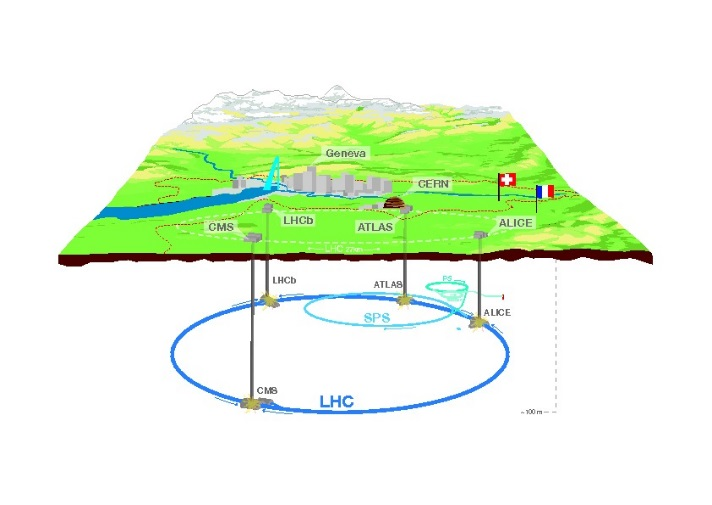 Geneva
CERN
LHCb
CMS
ATLAS
ALICE
LHCb
ATLAS
PS
ALICE
SPS
CMS
LHC
~100 m